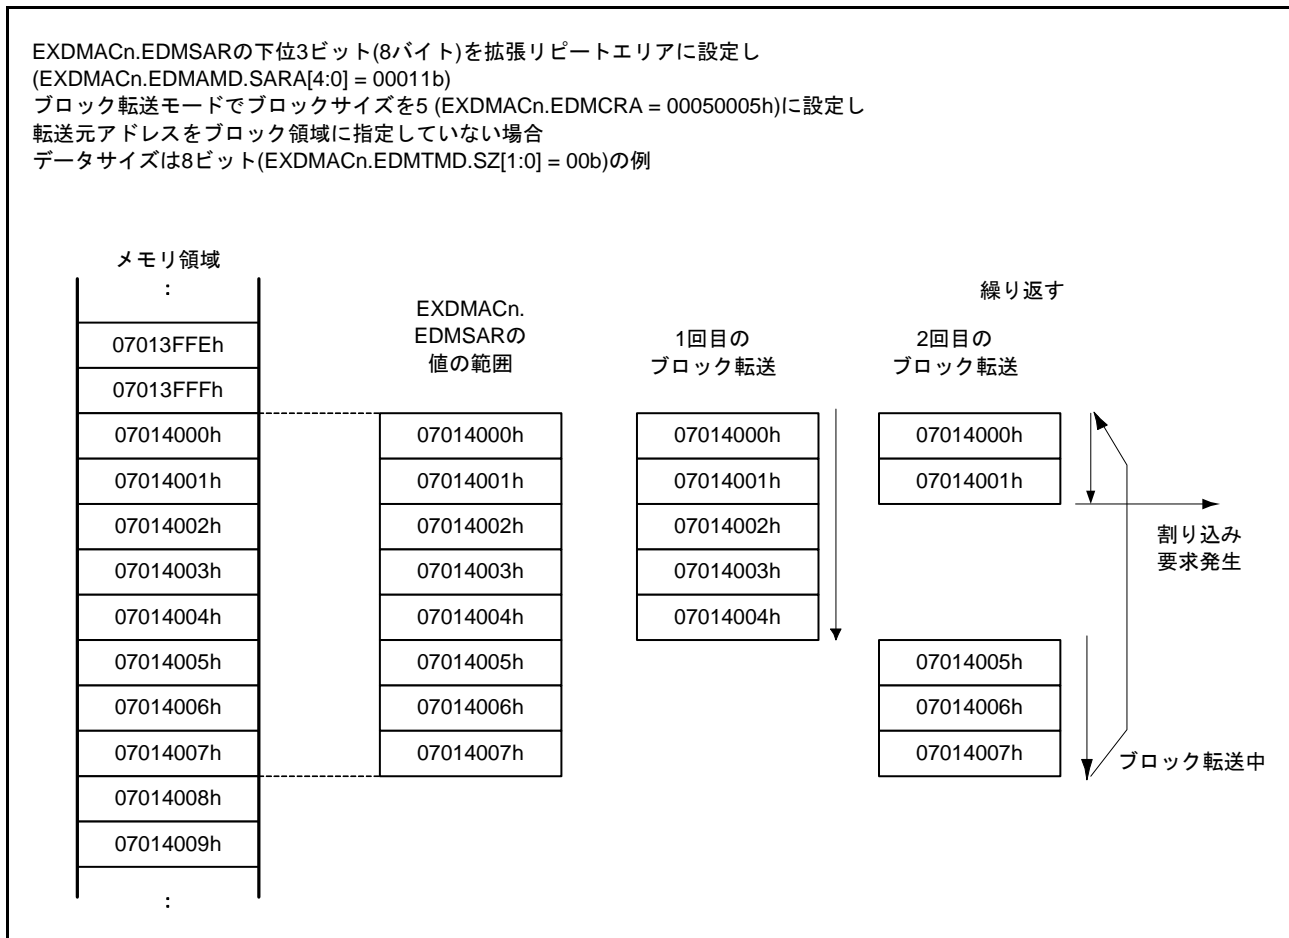 EXDMACn.EDMSARの下位3ビット(8バイト)を拡張リピートエリアに設定し
(EXDMACn.EDMAMD.SARA[4:0] = 00011b)
ブロック転送モードでブロックサイズを5 (EXDMACn.EDMCRA = 00050005h)に設定し
転送元アドレスをブロック領域に指定していない場合
データサイズは8ビット(EXDMACn.EDMTMD.SZ[1:0] = 00b)の例
メモリ領域
:
07013FFEh
07013FFFh
07014000h
07014001h
07014002h
07014003h
07014004h
07014005h
07014006h
07014007h
07014008h
07014009h
:
EXDMACn.
EDMSARの
値の範囲
07014000h
07014001h
07014002h
07014003h
07014004h
07014005h
07014006h
07014007h
1回目の
ブロック転送
07014000h
07014001h
07014002h
07014003h
07014004h
繰り返す
2回目の
ブロック転送
07014000h
07014001h
07014005h
07014006h
07014007h
割り込み
要求発生
ブロック転送中